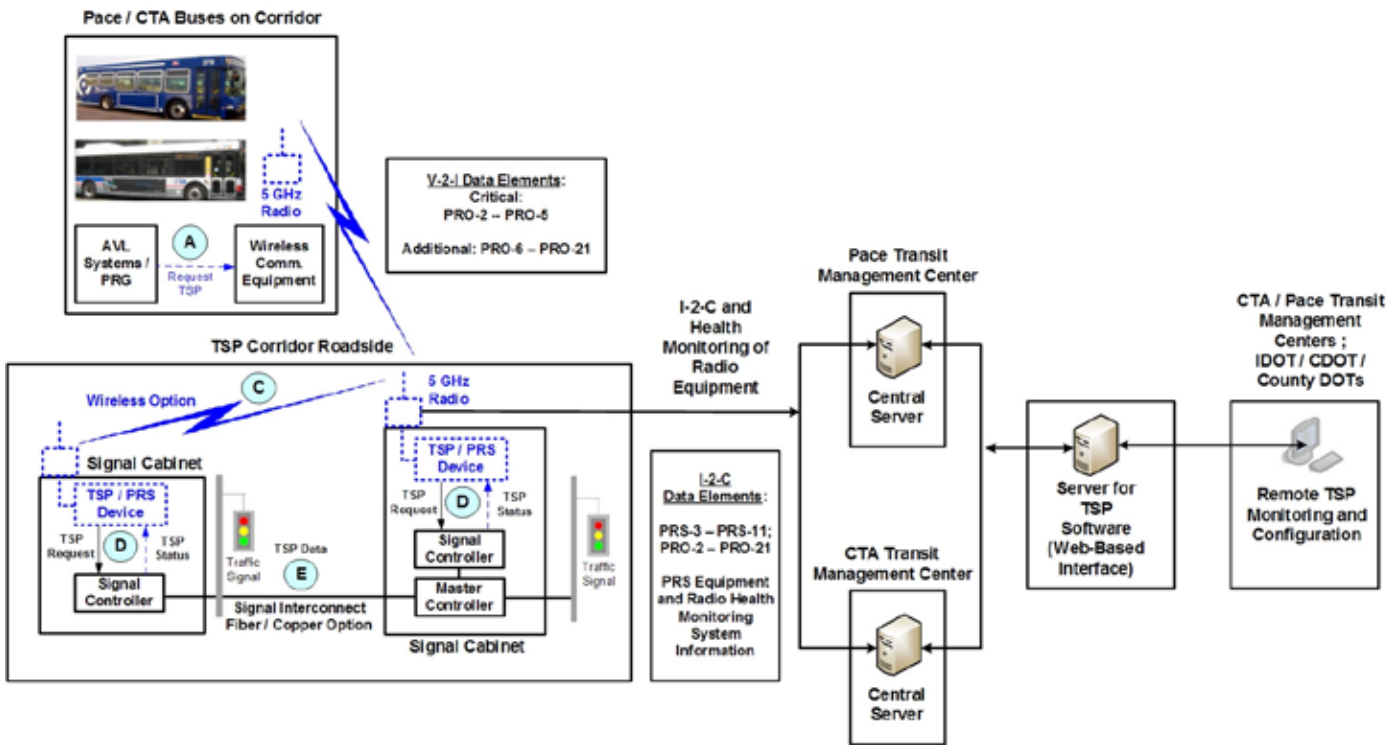 Pace / CTA Buses on Corridor
5 GHz
Radio
AVL
Systems /
PRG
A
Request
TSP
Wireless
Comm.
Equipment
V-2-I Data Elements:
Critical:
PRO-2 – PRO-5
Additional: PRO-6 – PRO-21
TSP Corridor Roadside
Wireless Option
C
5 GHz
Radio
Signal Cabinet
TSP / PRS
Device
TSP
Request
D
TSP
Status
Signal
Controller
Traffic
Signal
TSP Data
E
Signal Interconnect
Fiber / Copper Option
TSP / PRS
Device
TSP
Request
D
TSP
Status
Signal
Controller
Master
Controller
Signal Cabinet
Traffic
Signal
I-2-C and
Health
Monitoring of
Radio
Equipment
I-2-C
Data Elements:
PRS-3 – PRS-11;
PRO-2 – PRO-21
PRS Equipment
and Radio Health
Monitoring
System
Information
Pace Transit
Management Center
Central
Server
CTA Transit
Management Center
Central
Server
Server for
TSP
Software
(Web-Based
Interface)
CTA / Pace Transit
Management
Centers ;
IDOT / CDOT /
County DOTs
Remote TSP
Monitoring and
Configuration